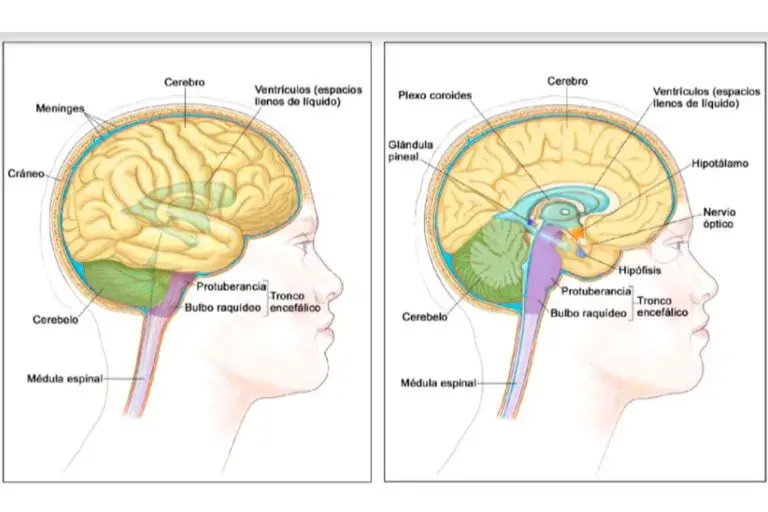 Cerebro
Ventrículos (espacios
llenos de líquido)
Meninges
Cráneo
Protuberancia
Bulbo raquídeo
Tronco
encefálico
Cerebelo
Médula espinal
Cerebro
Plexo coroides
Ventrículos (espacios
llenos de líquido)
Glándula
pineal
Hipotálamo
Nervio
óptico
Hipófisis
Protuberancia
Bulbo raquídeo
Tronco
encefálico
Cerebelo
Médula espinal